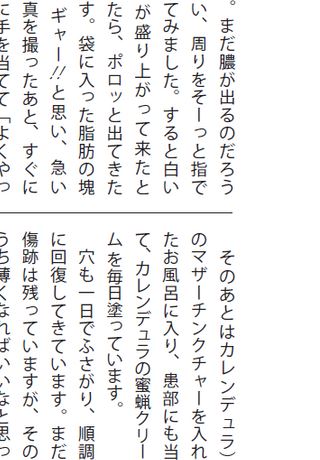 。まだ膿が出るのだろう
い、周りをそーっと指で
てみました。すると白い
が盛り上がって来たと
たら、ポロッと出てきた
す。袋に入った脂肪の塊
ギャー!!と思い、急い
真を撮ったあと、すぐに
に手を当てて「よくやっ
そのあとはカレンデュラ)
のマザーチンクチャーを入れ
たお風呂に入り、患部にも当
て、カレンデュラの蜜蝋クリー
ムを毎日塗っています。
穴も一日でふさがり、順調
に回復してきています。まだ
傷跡は残っていますが、その
うち薄くなればいいなと思っ